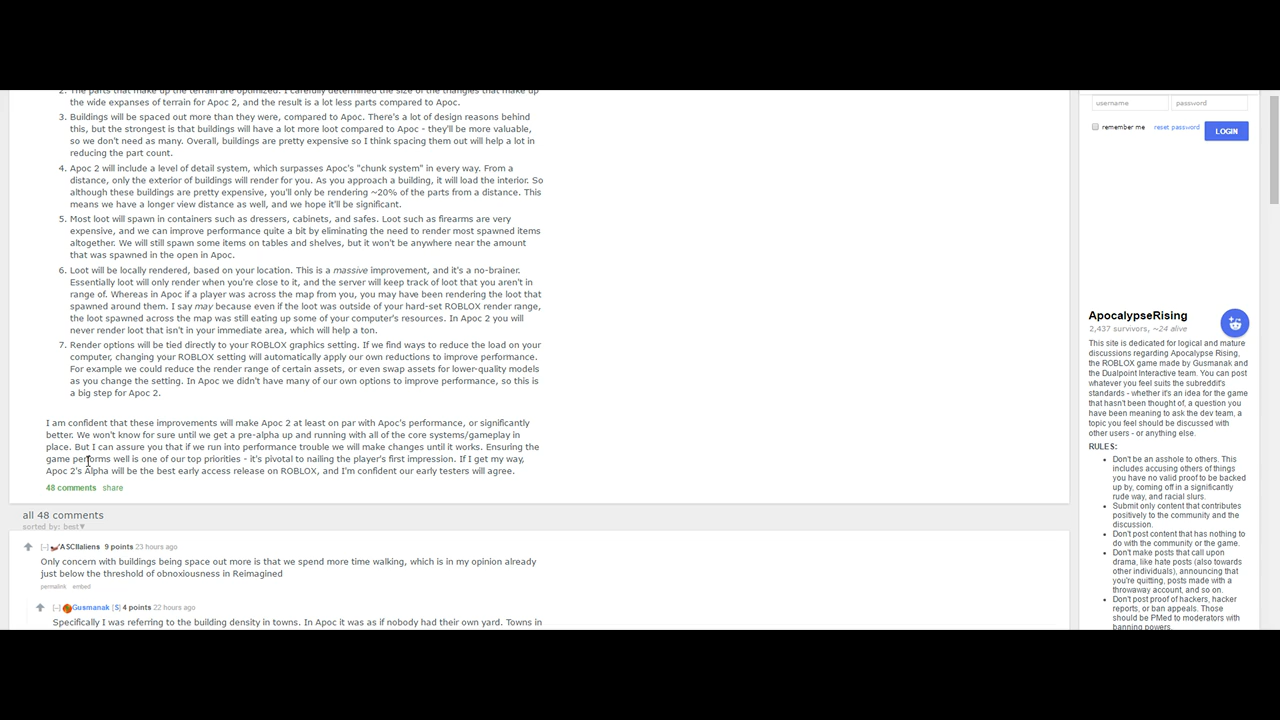 2. The parts that make up the terrain are optimized. I carefully determined the size of the triangles that make up
the wide expanses of terrain for Apoc 2, and the result is a lot less parts compared to Apoc.
3. Buildings will be spaced out more than they were, compared to Apoc. There's a lot of design reasons behind
this, but the strongest is that buildings will have a lot more loot compared to Apoc - they'll be more valuable,
so we don't need as many. Overall, buildings are pretty expensive so I think spacing them out will help a lot in
reducing the part count.
4. Apoc 2 will include a level of detail system, which surpasses Apoc's "chunk system" in every way. From a
distance, only the exterior of buildings will render for you. As you approach a building, it will load the interior. So
although these buildings are pretty expensive, you'll only be rendering ~20% of the parts from a distance. This
means we have a longer view distance as well, and we hope it'll be significant.
5. Most loot will spawn in containers such as dressers, cabinets, and safes. Loot such as firearms are very
expensive, and we can improve performance quite a bit by eliminating the need to render most spawned items
altogether. We will still spawn some items on tables and shelves, but it won't be anywhere near the amount
that was spawned in the open in Apoc.
6. Loot will be locally rendered, based on your location. This is a massive improvement, and it's a no-brainer.
Essentially loot will only render when you're close to it, and the server will keep track of loot that you aren't in
range of. Whereas in Apoc if a player was across the map from you, you may have been rendering the loot that
spawned around them. I say may because even if the loot was outside of your hard-set ROBLOX render range,
the loot spawned across the map was still eating up some of your computer's resources. In Apoc 2 you will
never render loot that isn't in your immediate area, which will help a ton.
7. Render options will be tied directly to your ROBLOX graphics setting. If we find ways to reduce the load on your
computer, changing your ROBLOX setting will automatically apply our own reductions to improve performance.
For example we could reduce the render range of certain assets, or even swap assets for lower-quality models
as you change the setting. In Apoc we didn't have many of our own options to improve performance, so this is
a big step for Apoc 2.
I am confident that these improvements will make Apoc 2 at least on par with Apoc's performance, or significantly
better. We won't know for sure until we get a pre-alpha up and running with all of the core systems/gameplay in
place. But I can assure you that if we run into performance trouble we will make changes until it works. Ensuring the
game performs well is one of our top priorities - it's pivotal to nailing the player's first impression. If I get my way,
Apoc 2's Alpha will be the best early access release on ROBLOX, and I'm confident our early testers will agree.
48 comments share
all 48 comments
sorted by: best▼
[–] ASCIIaliens 9 points 23 hours ago
Only concern with buildings being space out more is that we spend more time walking, which is in my opinion already
just below the threshold of obnoxiousness in Reimagined
permalink embed
[–] Gusmanak [S] 4 points 22 hours ago
Specifically I was referring to the building density in towns. In Apoc it was as if nobody had their own yard. Towns in
username password
remember me reset password LOGIN
ApocalypseRising
2,437 survivors, ~24 alive
This site is dedicated for logical and mature
discussions regarding Apocalypse Rising,
the ROBLOX game made by Gusmanak
and the Dualpoint Interactive team. You can post
whatever you feel suits the subreddit's
standards - whether it's an idea for the game
that hasn't been thought of, a question you
have been meaning to ask the dev team, a
topic you feel should be discussed with
other users - or anything else.
RULES:
• Don't be an asshole to others. This
includes accusing others of things
you have no valid proof to be backed
up by, coming off in a significantly
rude way, and racial slurs.
• Submit only content that contributes
positively to the community and the
discussion.
• Don't post content that has nothing to
do with the community or the game.
• Don't make posts that call upon
drama, like hate posts (also towards
other individuals), announcing that
you're quitting, posts made with a
throwaway account, and so on.
• Don't post proof of hackers, hacker
reports, or ban appeals. Those
should be PMed to moderators with
banning powers.